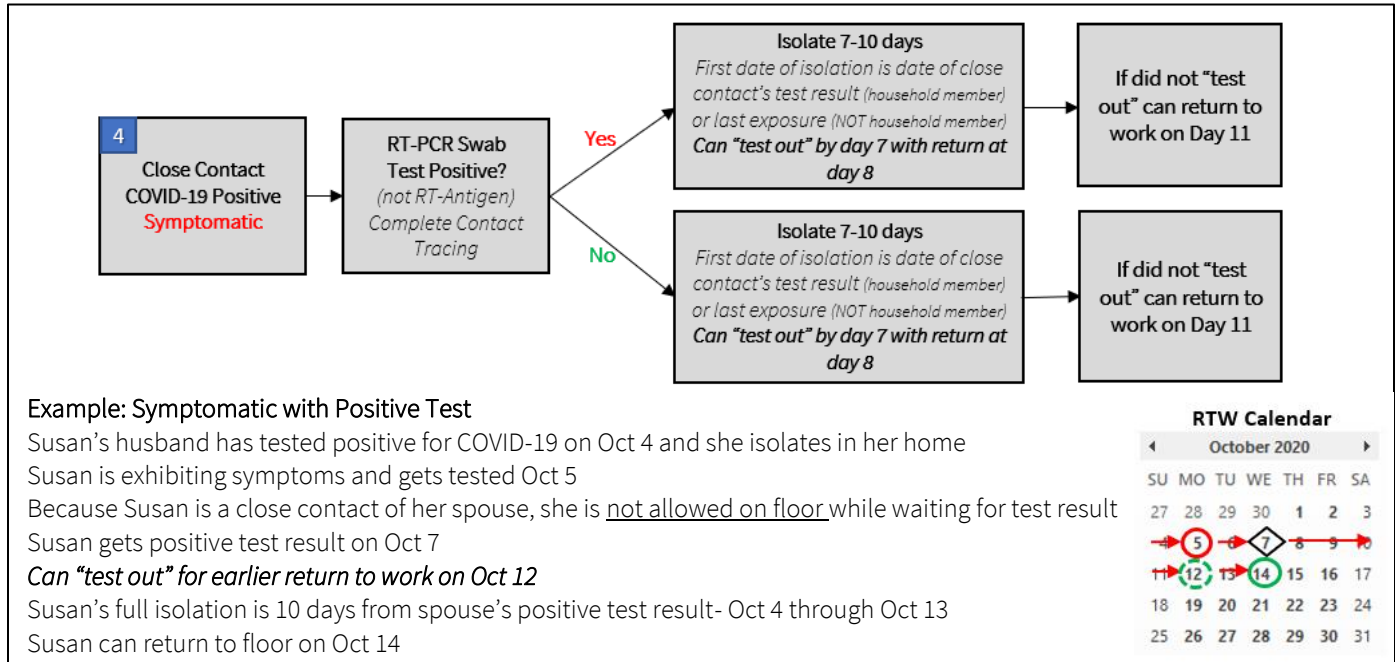 4
Close Contact
COVID-19 Positive
Symptomatic
RT-PCR Swab
Test Positive?
(not RT-Antigen)
Complete Contact
Tracing
Yes
No
Isolate 7-10 days
First date of isolation is date of close
contact's test result (household member)
or last exposure (NOT household member)
Can "test out" by day 7 with return at
day 8
If did not "test
out" can return to
work on Day 11
Isolate 7-10 days
First date of isolation is date of close
contact's test result (household member)
or last exposure (NOT household member)
Can "test out" by day 7 with return at
day 8
If did not "test
out" can return to
work on Day 11
Example: Symptomatic with Positive Test
Susan's husband has tested positive for COVID-19 on Oct 4 and she isolates in her home
Susan is exhibiting symptoms and gets tested Oct 5
Because Susan is a close contact of her spouse, she is not allowed on floor while waiting for test result
Susan gets positive test result on Oct 7
Can "test out" for earlier return to work on Oct 12
Susan's full isolation is 10 days from spouse's positive test result- Oct 4 through Oct 13
Susan can return to floor on Oct 14
RTW Calendar
October 2020
SU MO TU WE TH FR SA
27 28 29 30 1 2 3
4 5 6 7 8 9 10
11 12 13 14 15 16 17
18 19 20 21 22 23 24
25 26 27 28 29 30 31